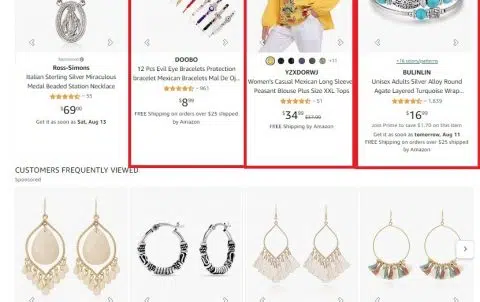 Sponsored
Ross-Simons
Italian Sterling Silver Miraculous
Medal Beaded Station Necklace
55
$69.00
Get it as soon as Sat, Aug 13
DOOBO
12 Pcs Evil Eye Bracelets Protection
bracelet Mexican Bracelets Mal De Oj...
961
$8.99
FREE Shipping on orders over $25 shipped
by Amazon
+31
YZXDORWJ
Women's Casual Mexican Long Sleeve
Peasant Blouse Plus Size XXL Tops
51
$34.99 $37.99
FREE Shipping by Amazon
+16 colors/patterns
BULINLIN
Unisex Adults Silver Alloy Round
Agate Layered Turquoise Wrap...
1,839
$16.99
Join Prime to save $1.70 on this item
Get it as soon as tomorrow, Aug 11
FREE Shipping on orders over $25 shipped
by Amazon
CUSTOMERS FREQUENTLY VIEWED
Sponsored